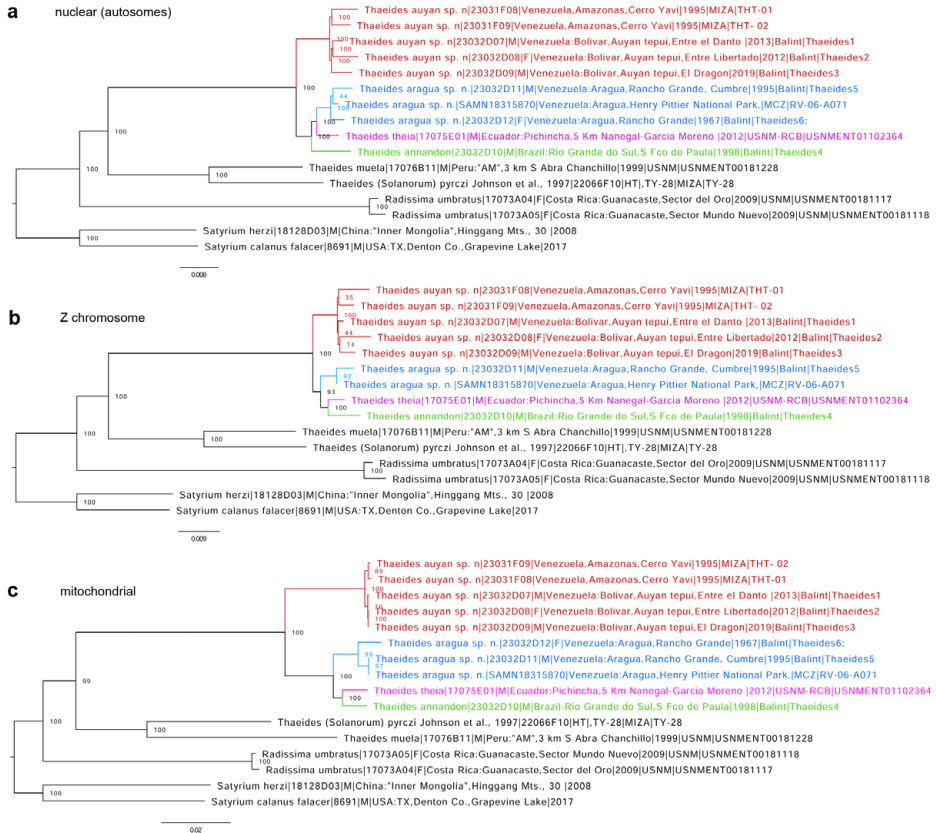 a nuclear (autosomes)
Thaeides auyan sp. n|23031F08|Venezuela,Amazonas,Cerro Yavi|1995|MIZA|THT-01
100
Thaeides auyan sp. n|23031F09|Venezuela,Amazonas,Cerro Yavi|1995|MIZA|THT- 02
100 Thaeides auyan sp. n|23032D07|M|Venezuela:Bolivar,Auyan tepui,Entre el Danto |2013|Balint|Thaeides1
100
Thaeides auyan sp. n|23032D08|F|Venezuela:Bolivar,Auyan tepui,Entre Libertado|2012|Balint|Thaeides2
100
Thaeides auyan sp. n|23032D09|M|Venezuela:Bolivar,Auyan tepui,El Dragon|2019|Balint|Thaeides3
Thaeides aragua sp. n.|23032D11|M|Venezuela:Aragua,Rancho Grande, Cumbre|1995|Balint|Thaeides5
44
Thaeides aragua sp. n.|SAMN18315870|Venezuela:Aragua,Henry Pittier National Park,|MCZ|RV-06-A071
100
100
Thaeides aragua sp. n.|23032D12|F|Venezuela:Aragua,Rancho Grande|1967|Balint|Thaeides6;
100 100
Thaeides theia|17075E01|M|Ecuador:Pichincha,5 Km Nanegal-Garcia Moreno |2012|USNM-RCB|USNMENT01102364
Thaeides annandon|23032D10|M|Brazil:Rio Grande do Sul,S Fco de Paula|1998|Balint|Thaeides4
100
Thaeides muela|17076B11|M|Peru:"AM",3 km S Abra Chanchillo|1999|USNM|USNMENT00181228
100
Thaeides (Solanorum) pyrczi Johnson et al., 1997|22066F10|HT|,TY-28|MIZA|TY-28
Radissima umbratus|17073A04|F|Costa Rica:Guanacaste,Sector del Oro|2009|USNM|USNMENT00181117
100
Radissima umbratus|17073A05|F|Costa Rica:Guanacaste,Sector Mundo Nuevo|2009|USNM|USNMENT00181118
Satyrium herzi|18128D03|M|China:"Inner Mongolia",Hinggang Mts., 30 |2008
100
Satyrium calanus falacer|8691|M|USA:TX,Denton Co.,Grapevine Lake|2017
0.008
b Z chromosome
Thaeides auyan sp. n|23031F08|Venezuela,Amazonas,Cerro Yavi|1995|MIZA|THT-01
35
Thaeides auyan sp. n|23031F09|Venezuela,Amazonas,Cerro Yavi|1995|MIZA|THT- 02
100
Thaeides auyan sp. n|23032D07|M|Venezuela:Bolivar,Auyan tepui,Entre el Danto |2013|Balint|Thaeides1
44
Thaeides auyan sp. n|23032D08|F|Venezuela:Bolivar,Auyan tepui,Entre Libertado|2012|Balint|Thaeides2
74
100 Thaeides auyan sp. n|23032D09|M|Venezuela:Bolivar,Auyan tepui,El Dragon|2019|Balint|Thaeides3
Thaeides aragua sp. n.|23032D11|M|Venezuela:Aragua,Rancho Grande, Cumbre|1995|Balint|Thaeides5
92
Thaeides aragua sp. n.|SAMN18315870|Venezuela:Aragua,Henry Pittier National Park,|MCZ|RV-06-A071
93
Thaeides theia|17075E01|M|Ecuador:Pichincha,5 Km Nanegal-Garcia Moreno |2012|USNM-RCB|USNMENT01102364
100
Thaeides annandon|23032D10|M|Brazil:Rio Grande do Sul,S Fco de Paula|1998|Balint|Thaeides4
100
Thaeides muela|17076B11|M|Peru:"AM",3 km S Abra Chanchillo|1999|USNM|USNMENT00181228
100
Thaeides (Solanorum) pyrczi Johnson et al., 1997|22066F10|HT|,TY-28|MIZA|TY-28
100
Radissima umbratus|17073A04|F|Costa Rica:Guanacaste,Sector del Oro|2009|USNM|USNMENT00181117
100
Radissima umbratus|17073A05|F|Costa Rica:Guanacaste,Sector Mundo Nuevo|2009|USNM|USNMENT00181118
Satyrium herzi|18128D03|M|China:"Inner Mongolia",Hinggang Mts., 30 |2008
100
Satyrium calanus falacer|8691|M|USA:TX,Denton Co.,Grapevine Lake|2017
0.009
c mitochondrial
Thaeides auyan sp. n|23031F09|Venezuela,Amazonas,Cerro Yavi|1995|MIZA|THT- 02
89
Thaeides auyan sp. n|23031F08|Venezuela,Amazonas,Cerro Yavi|1995|MIZA|THT-01
100
Thaeides auyan sp. n|23032D07|M|Venezuela:Bolivar,Auyan tepui,Entre el Danto |2013|Balint|Thaeides1
Thaeides auyan sp. n|23032D08|F|Venezuela:Bolivar,Auyan tepui,Entre Libertado|2012|Balint|Thaeides2
100
Thaeides auyan sp. n|23032D09|M|Venezuela:Bolivar,Auyan tepui,El Dragon|2019|Balint|Thaeides3
100
Thaeides aragua sp. n.|23032D12|F|Venezuela:Aragua,Rancho Grande|1967|Balint|Thaeides6;
99
Thaeides aragua sp. n.|23032D11|M|Venezuela:Aragua,Rancho Grande, Cumbre|1995|Balint|Thaeides5
97
Thaeides aragua sp. n.|SAMN18315870|Venezuela:Aragua,Henry Pittier National Park,|MCZ|RV-06-A071
100
99
Thaeides theia|17075E01|M|Ecuador:Pichincha,5 Km Nanegal-Garcia Moreno |2012|USNM-RCB|USNMENT01102364
100
Thaeides annandon|23032D10|M|Brazil:Rio Grande do Sul,S Fco de Paula|1998|Balint|Thaeides4
Thaeides (Solanorum) pyrczi Johnson et al., 1997|22066F10|HT|,TY-28|MIZA|TY-28
100 100
Thaeides muela|17076B11|M|Peru:"AM",3 km S Abra Chanchillo|1999|USNM|USNMENT00181228
Radissima umbratus|17073A05|F|Costa Rica:Guanacaste,Sector Mundo Nuevo|2009|USNM|USNMENT00181118
100
Radissima umbratus|17073A04|F|Costa Rica:Guanacaste,Sector del Oro|2009|USNM|USNMENT00181117
Satyrium herzi|18128D03|M|China:"Inner Mongolia",Hinggang Mts., 30 |2008
100
Satyrium calanus falacer|8691|M|USA:TX,Denton Co.,Grapevine Lake|2017
0.02